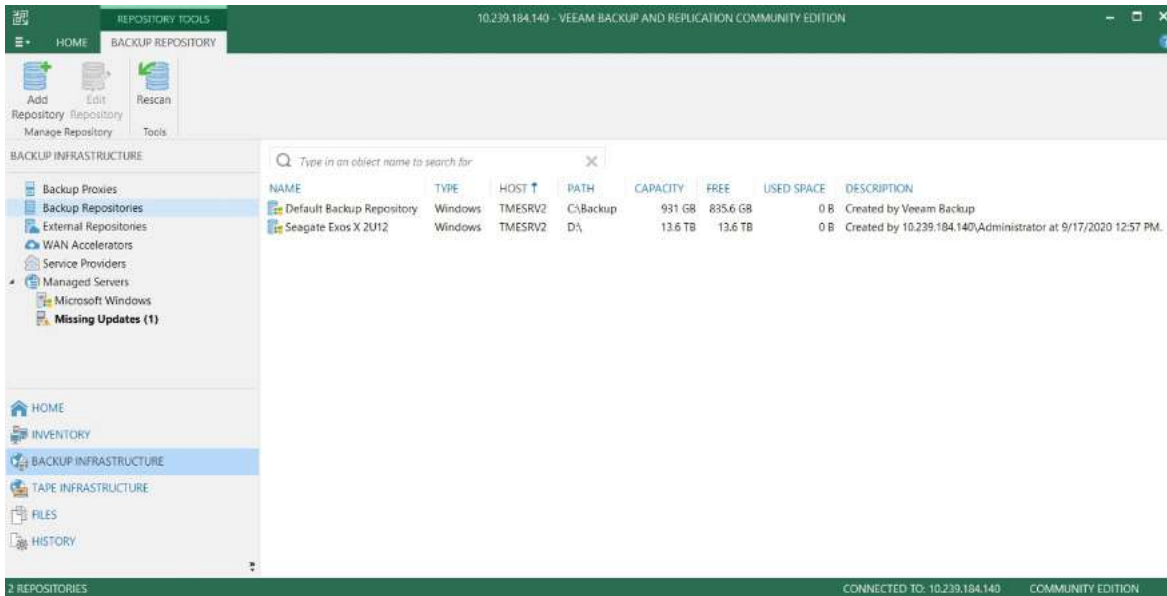 REPOSITORY TOOLS
10.239.184.140 - VEEAM BACKUP AND REPLICATION COMMUNITY EDITION
HOME BACKUP REPOSITORY
Add Repository
Edit Repository
Rescan
Manage Repository
Tools
BACKUP INFRASTRUCTURE
Backup Proxies
Backup Repositories
External Repositories
WAN Accelerators
Service Providers
Managed Servers
Microsoft Windows
Missing Updates (1)
HOME
INVENTORY
BACKUP INFRASTRUCTURE
TAPE INFRASTRUCTURE
FILES
HISTORY
Type in an object name to search for
NAME TYPE HOST PATH CAPACITY FREE USED SPACE DESCRIPTION
Default Backup Repository Windows TMESRV2 C:\Backup 931 GB 835.6 GB 0 B Created by Veeam Backup
Seagate Exos X 2U12 Windows TMESRV2 D:\ 13.6 TB 13.6 TB 0 B Created by 10.239.184.140\Administrator at 9/17/2020 12:57 PM.
2 REPOSITORIES
CONNECTED TO: 10.239.184.140 COMMUNITY EDITION